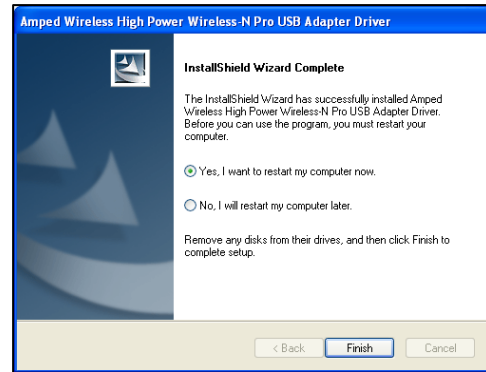 Amped Wireless High Power Wireless-N Pro USB Adapter Driver
InstallShield Wizard Complete
The InstallShield Wizard has successfully installed Amped
Wireless High Power Wireless-N Pro USB Adapter Driver.
Before you can use the program, you must restart your
computer.
Yes, I want to restart my computer now.
No, I will restart my computer later.
Remove any disks from their drives, and then click Finish to
complete setup.
< Back
Finish
Cancel